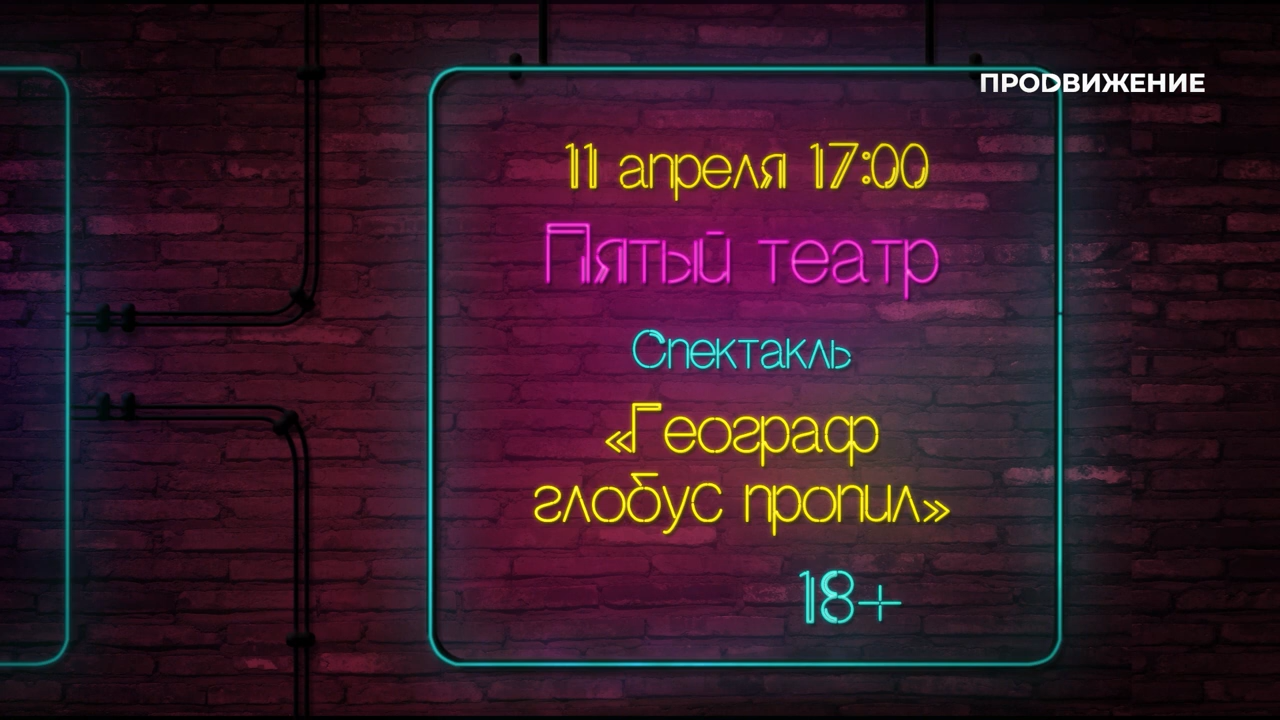 ПРОДВИЖЕНИЕ
11 апреля 17:00
Пятый театр
Спектакль
«Географ
глобус пропил»
18+